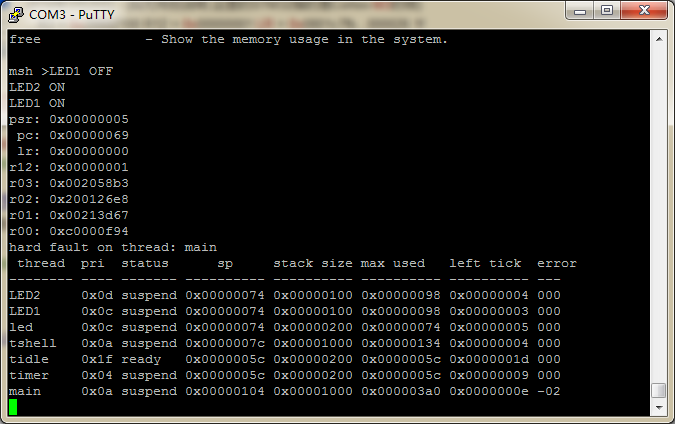 COM3 - PuTTY
free - Show the memory usage in the system.
msh >LED1 OFF
LED2 ON
LED1 ON
psr: 0x00000005
pc: 0x00000069
lr: 0x00000000
r12: 0x00000001
r03: 0x002058b3
r02: 0x200126e8
r01: 0x00213d67
r00: 0xc0000f94
hard fault on thread: main
thread pri status sp stack size max used left tick error
-------- ---- ------- ---------- ---------- ---------- ---------- ---
LED2 0x0d suspend 0x00000074 0x00000100 0x00000098 0x00000004 000
LED1 0x0c suspend 0x00000074 0x00000100 0x00000098 0x00000003 000
led 0x0c suspend 0x00000074 0x00000200 0x00000074 0x00000005 000
tshell 0x0a suspend 0x0000007c 0x00001000 0x00000134 0x00000004 000
tidle 0x1f ready 0x0000005c 0x00000200 0x0000005c 0x0000001d 000
timer 0x04 suspend 0x0000005c 0x00000200 0x0000005c 0x00000009 000
main 0x0a suspend 0x00000104 0x00001000 0x000003a0 0x0000000e -02